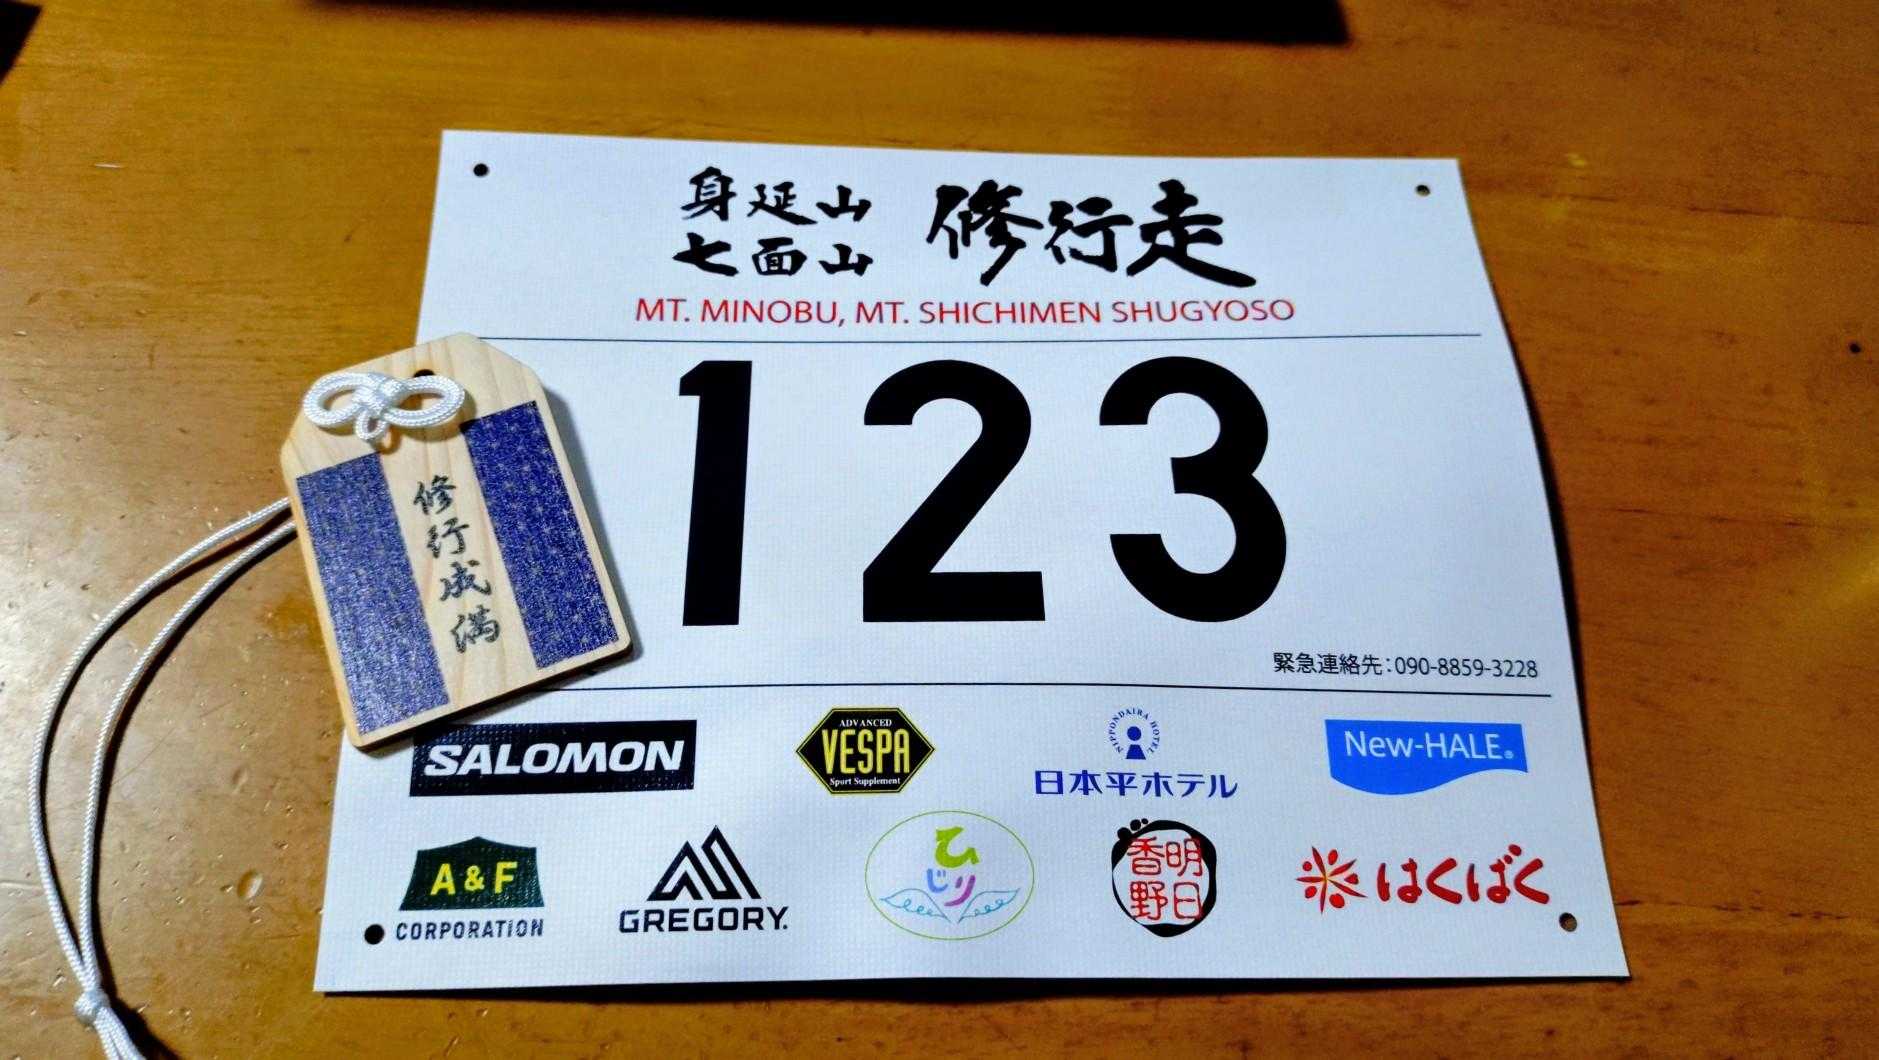 身延山
七面山
修行走
MT. MINOBU, MT. SHICHIMEN SHUGYOSO
123
修行成満
緊急連絡先:090-8859-3228
SALOMON
ADVANCED
VESPA
Sport Supplement
NIPPONDAIRA HOTEL
日本平ホテル
New-HALE®
A&F
CORPORATION
GREGORY.
ひじり
明日
香野
はくばく